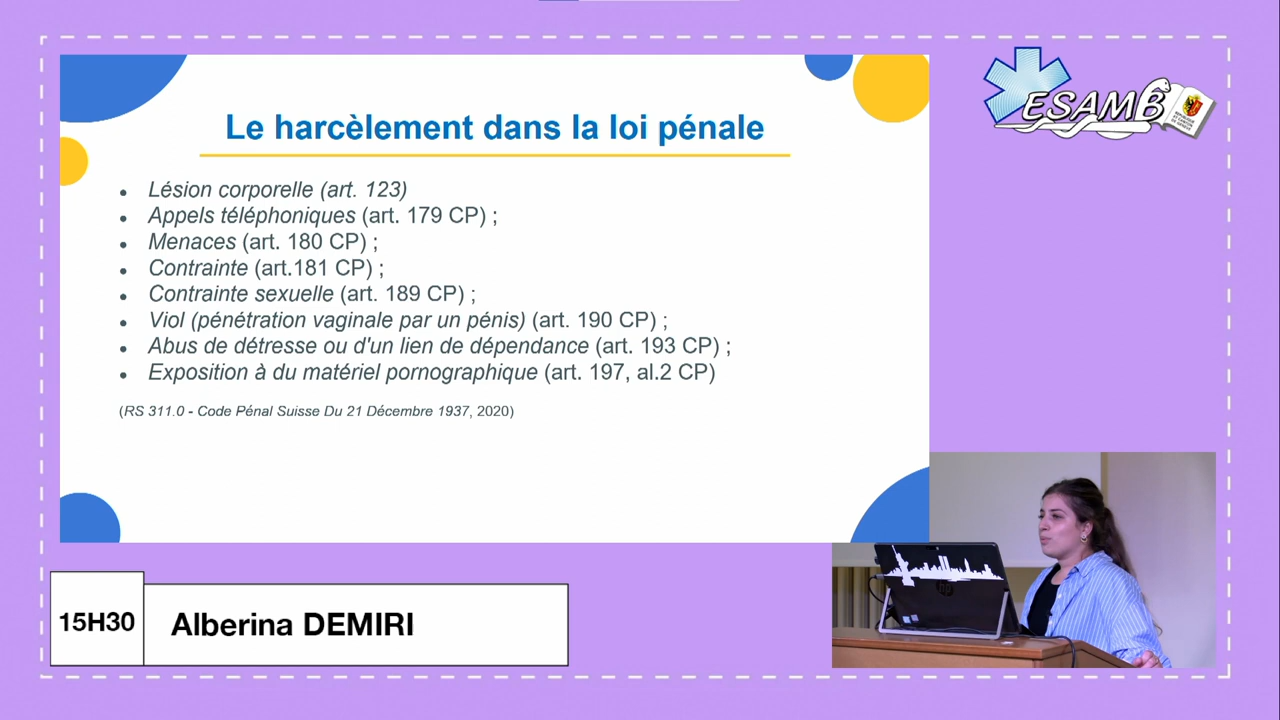 Le harcèlement dans la loi pénale
• Lésion corporelle (art. 123)
• Appels téléphoniques (art. 179 CP) ;
• Menaces (art. 180 CP) ;
• Contrainte (art.181 CP) ;
• Contrainte sexuelle (art. 189 CP) ;
• Viol (pénétration vaginale par un pénis) (art. 190 CP) ;
• Abus de détresse ou d'un lien de dépendance (art. 193 CP) ;
• Exposition à du matériel pornographique (art. 197, al.2 CP)
(RS 311.0 - Code Pénal Suisse Du 21 Décembre 1937, 2020)
ESAMB
15H30
Alberina DEMIRI
hp